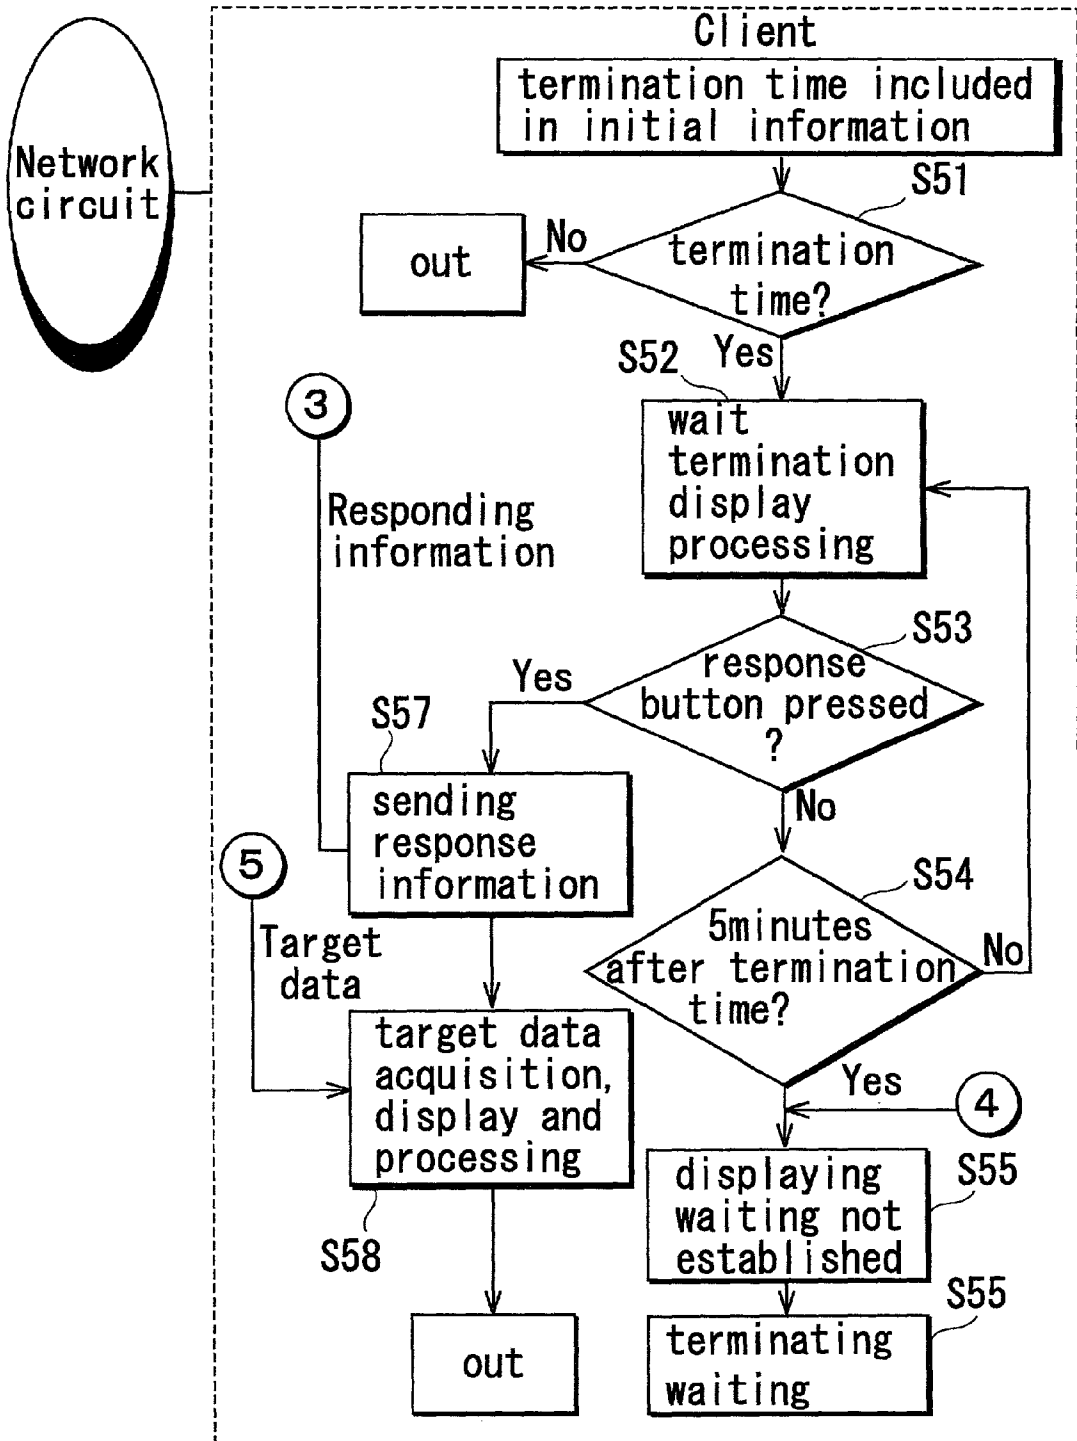 Client
termination time included
in initial information
Network
circuit
S51
termination
time?
No
out
Yes
S52
wait
termination
display
processing
3
Responding
information
S53
response
button pressed
?
Yes
S57
No
sending
response
information
5
Target
data
S54
5minutes
after termination
time?
No
target data
acquisition,
display and
processing
S58
Yes
4
displaying
waiting not
established
S55
terminating
waiting
S55
out